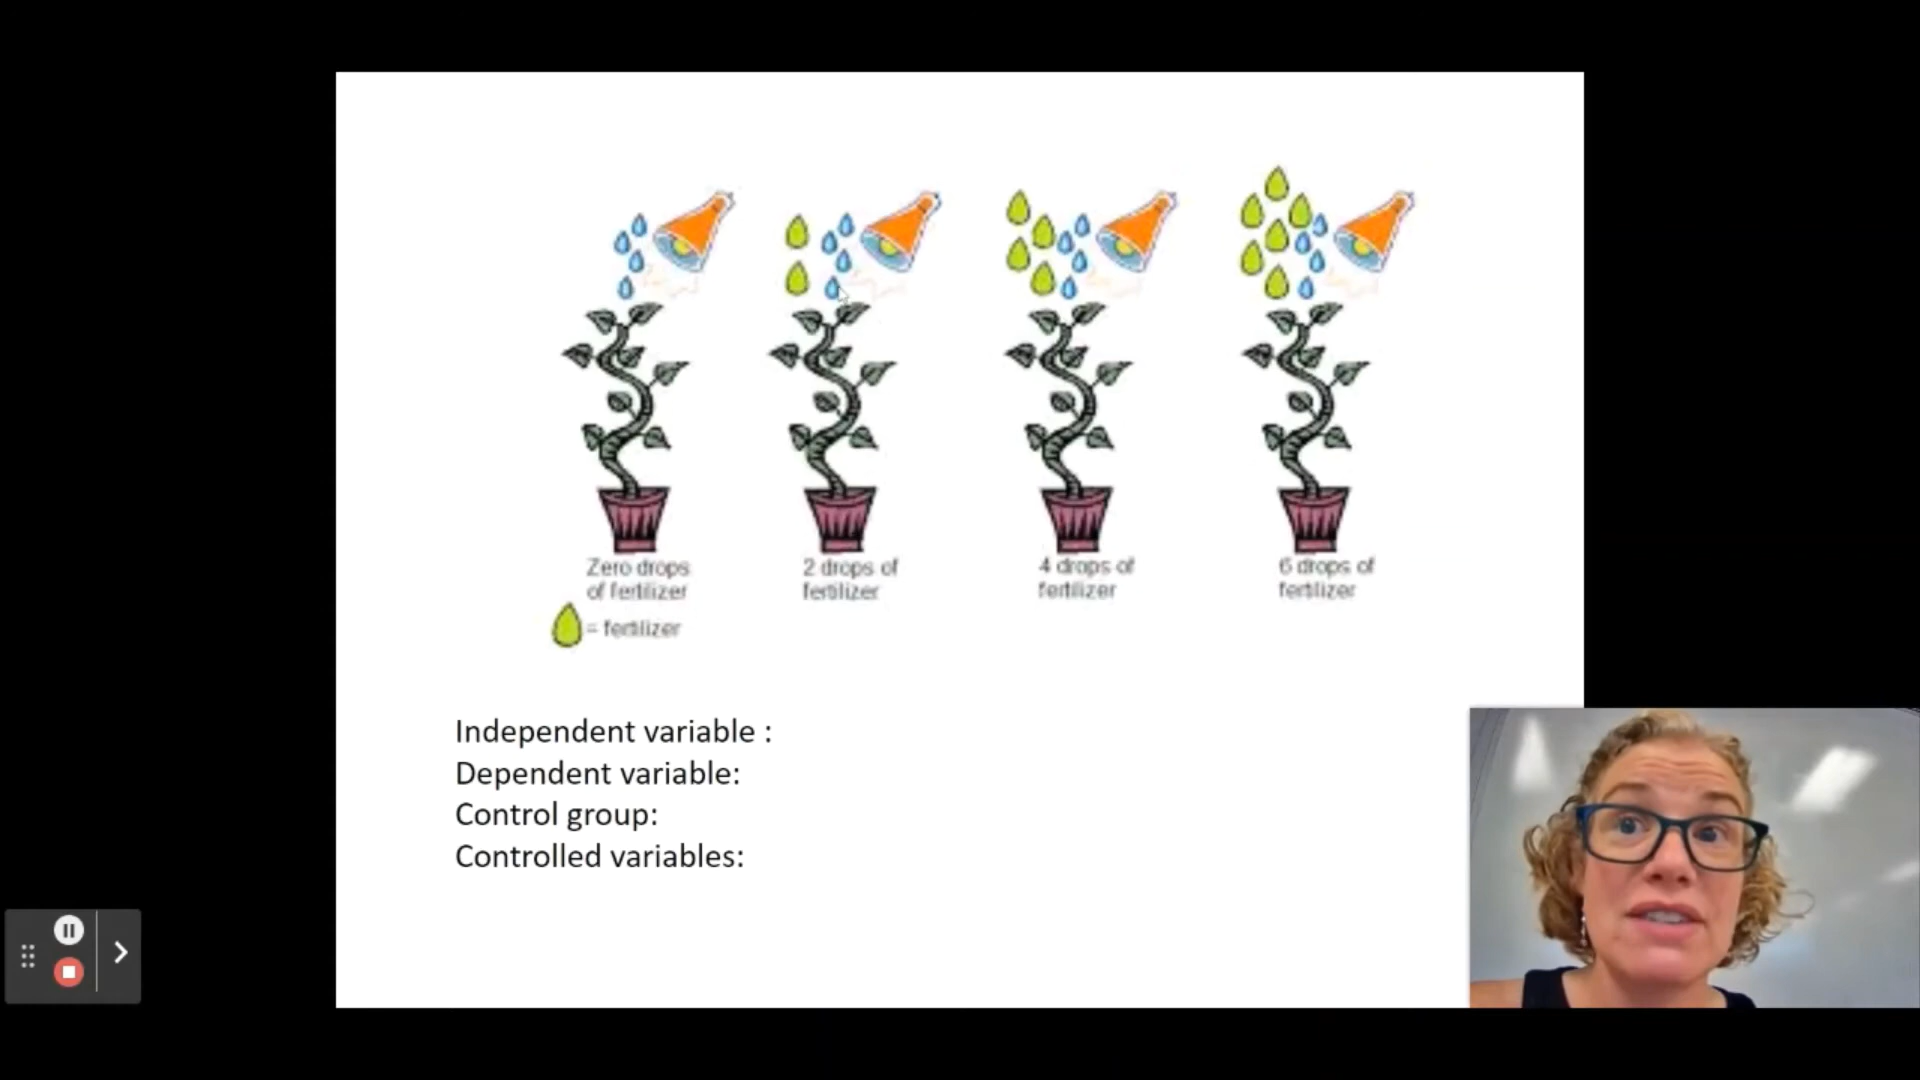 Zero drops
of fertilizer
2 drops of
fertilizer
4 drops of
fertilizer
6 drops of
fertilizer
= fertilizer
Independent variable :
Dependent variable:
Control group:
Controlled variables: